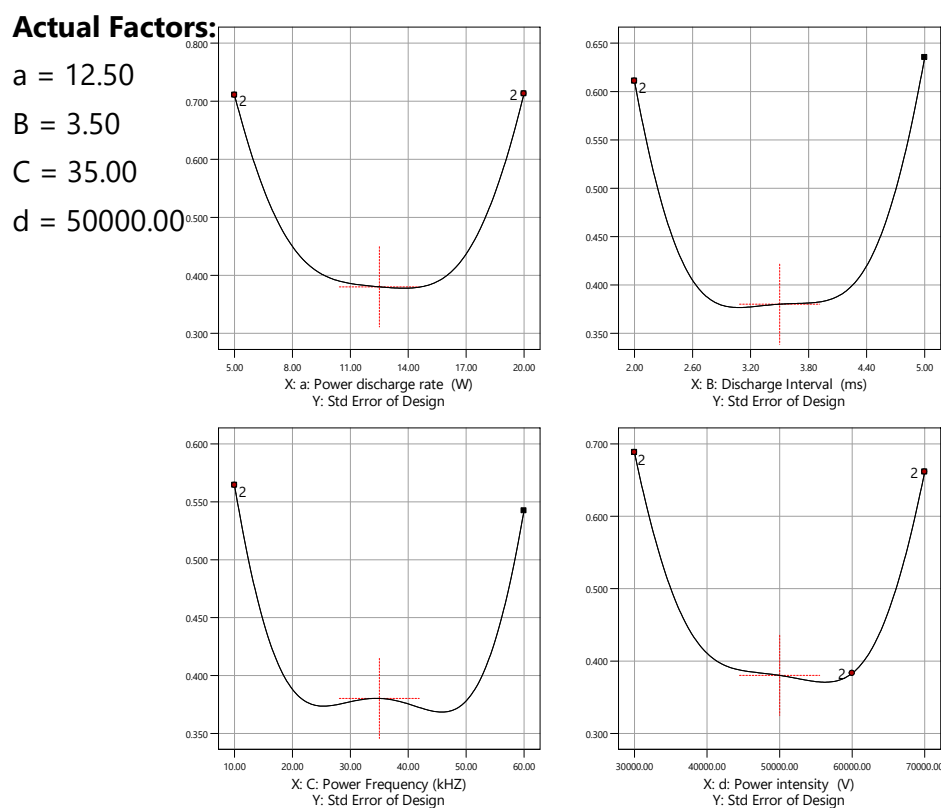 Actual Factors:
a = 12.50
B = 3.50
C = 35.00
d = 50000.00
0.800
0.700
0.600
0.500
0.400
0.300
2
2
5.00 8.00 11.00 14.00 17.00 20.00
X: a: Power discharge rate (W)
Y: Std Error of Design
0.650
0.600
0.550
0.500
0.450
0.400
0.350
2
2.00 2.60 3.20 3.80 4.40 5.00
X: B: Discharge Interval (ms)
Y: Std Error of Design
0.600
0.550
0.500
0.450
0.400
0.350
2
10.00 20.00 30.00 40.00 50.00 60.00
X: C: Power Frequency (kHZ)
Y: Std Error of Design
0.700
0.600
0.500
0.400
0.300
2
2
2
30000.00 40000.00 50000.00 60000.00 70000.00
X: d: Power intensity (V)
Y: Std Error of Design